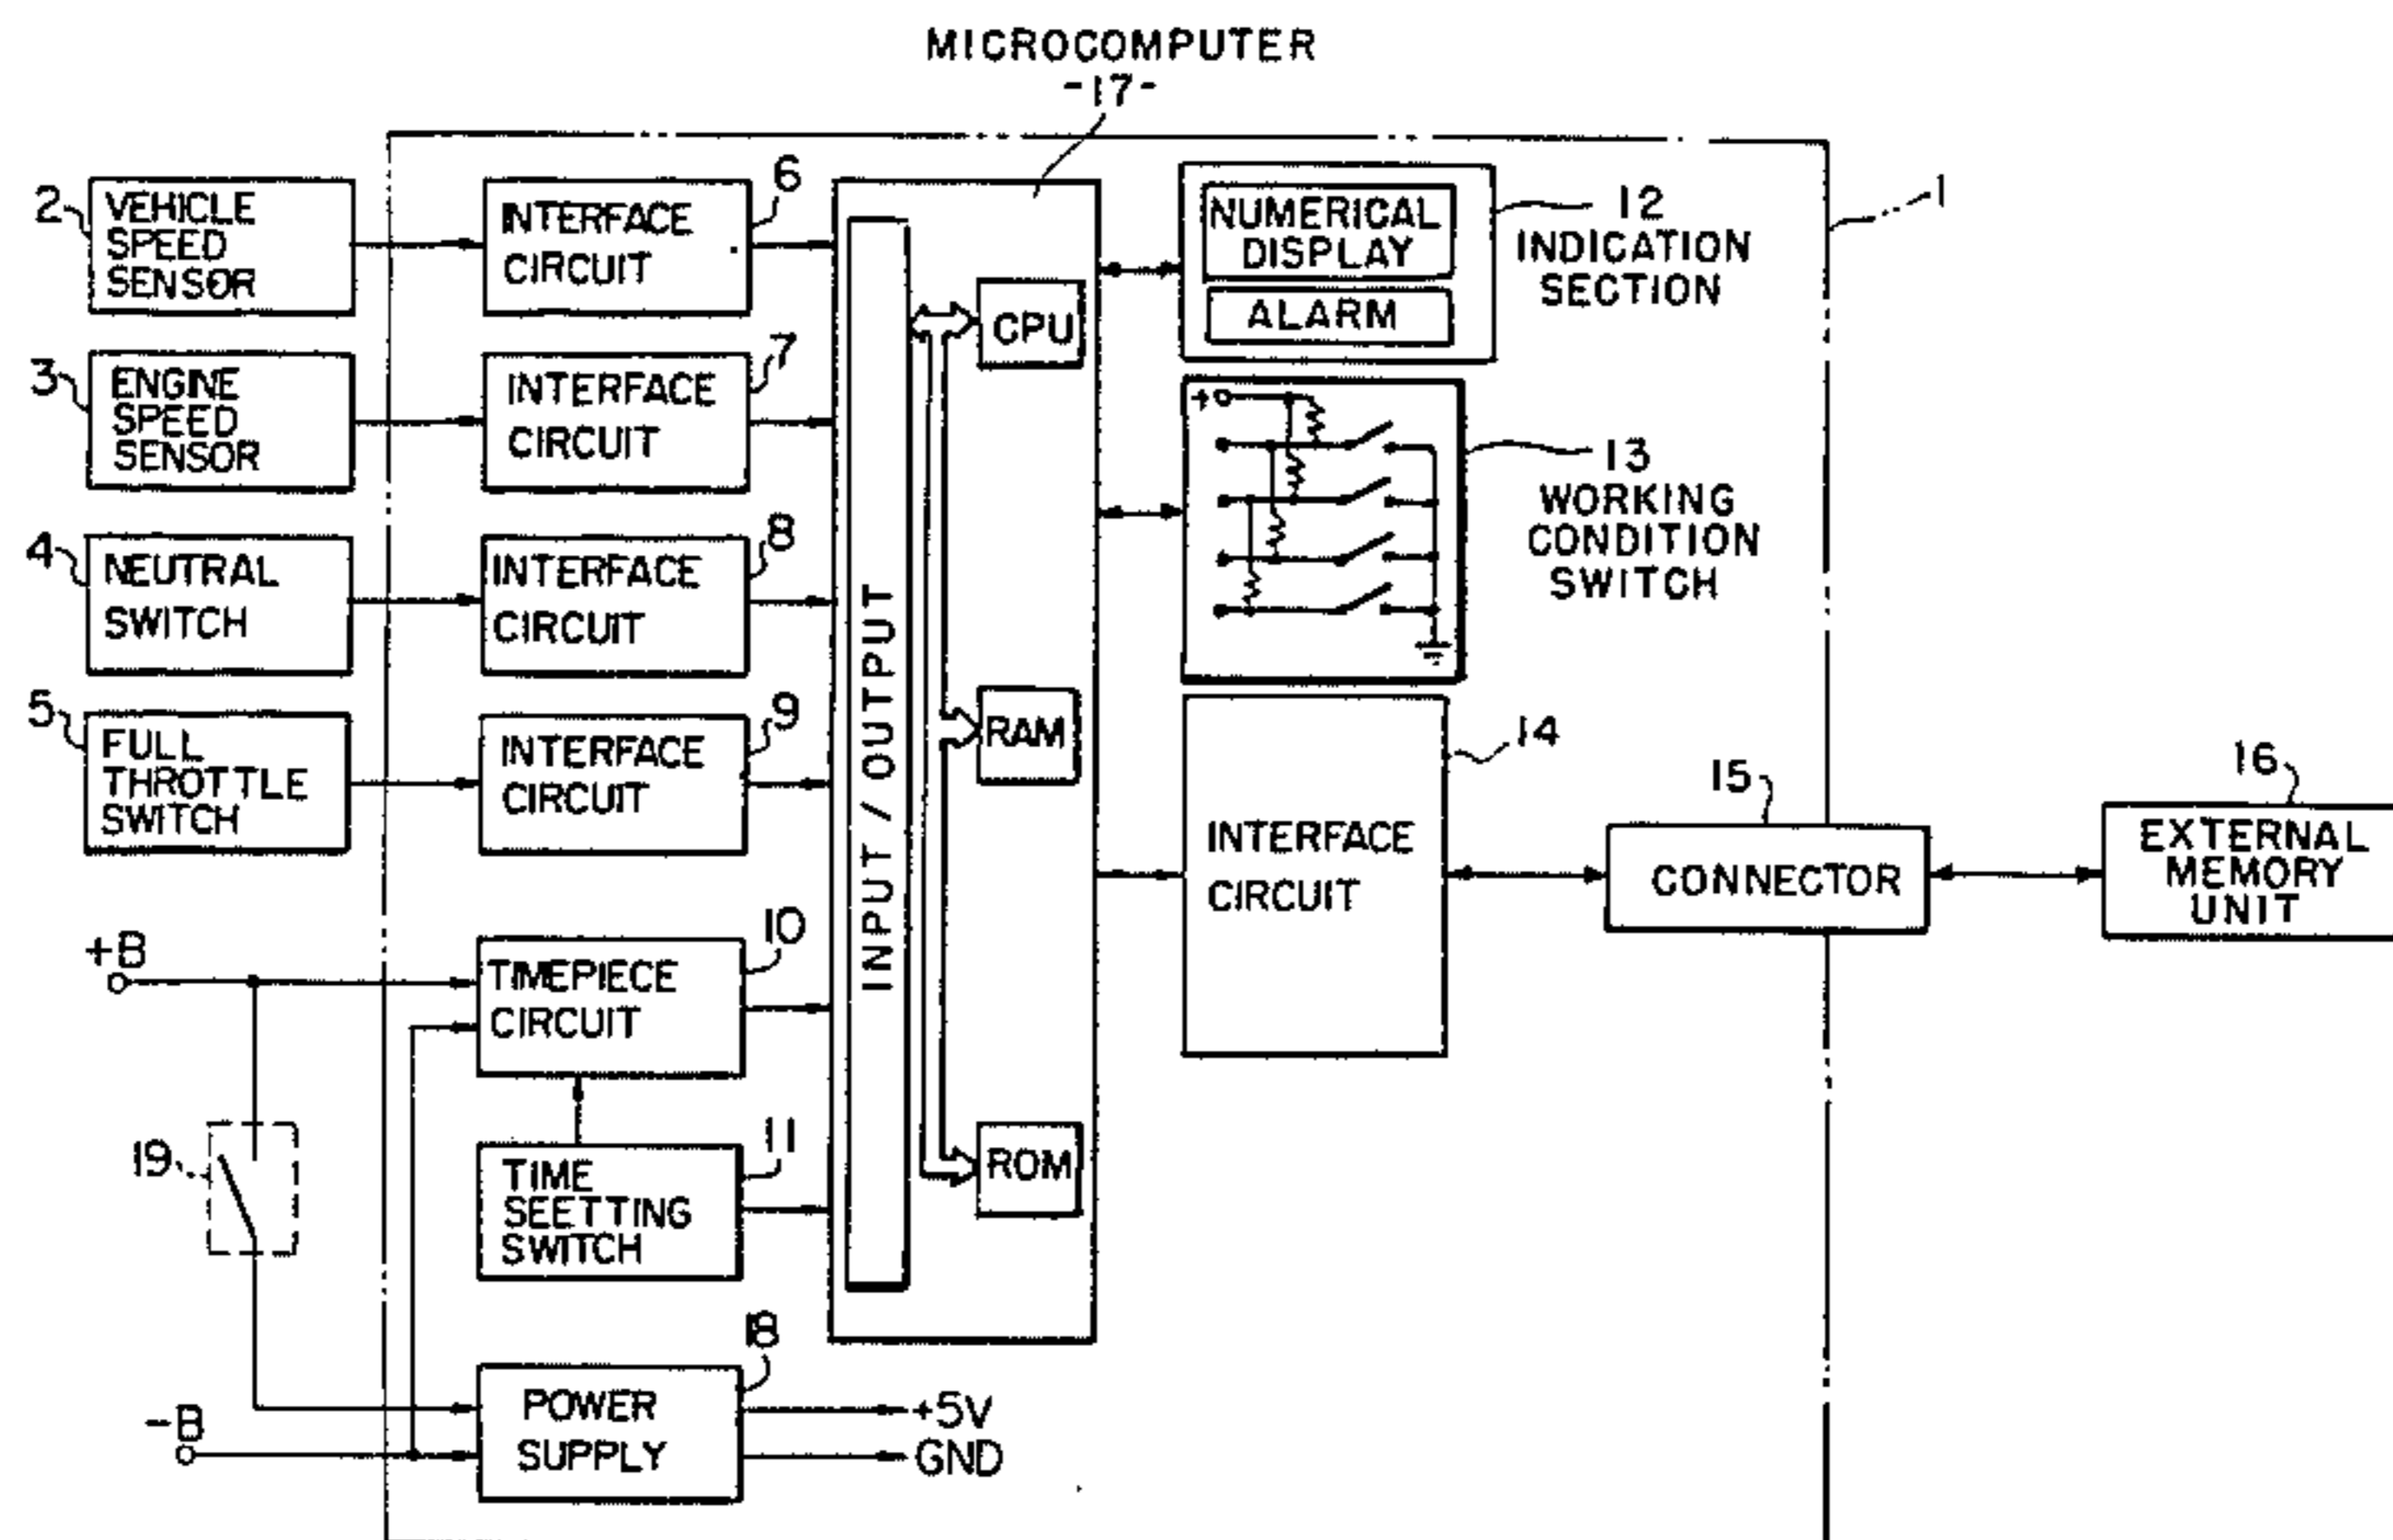 MICROCOMPUTER
-17-
1
2
VEHICLE
SPEED
SENSOR
6
INTERFACE
CIRCUIT
3
ENGINE
SPEED
SENSOR
7
INTERFACE
CIRCUIT
4
NEUTRAL
SWITCH
8
INTERFACE
CIRCUIT
5
FULL
THROTTLE
SWITCH
9
INTERFACE
CIRCUIT
+B
10
TIMEPIECE
CIRCUIT
19
11
TIME
SEETTING
SWITCH
-B
18
POWER
SUPPLY
+5V
GND
INPUT / OUTPUT
CPU
RAM
ROM
NUMERICAL
DISPLAY
ALARM
12
INDICATION
SECTION
+
13
WORKING
CONDITION
SWITCH
14
INTERFACE
CIRCUIT
15
CONNECTOR
16
EXTERNAL
MEMORY
UNIT